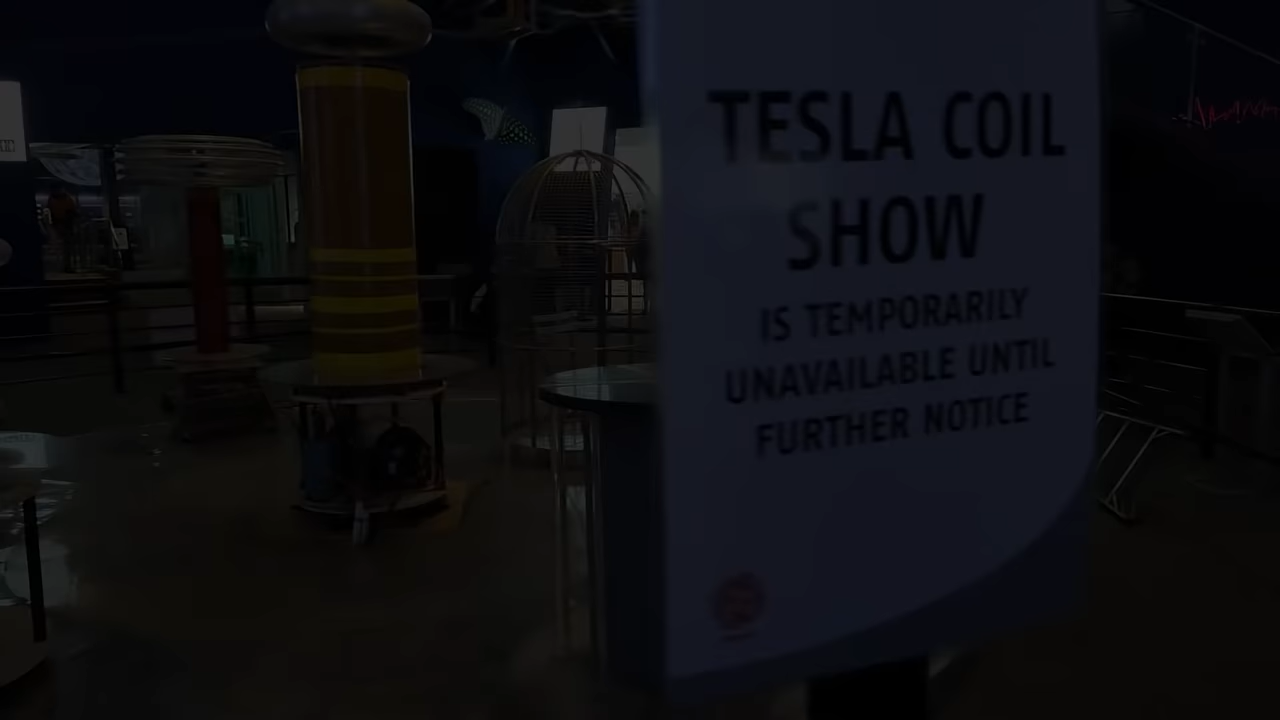 TESLA COIL
SHOW
IS TEMPORARILY
UNAVAILABLE UNTIL
FURTHER NOTICE